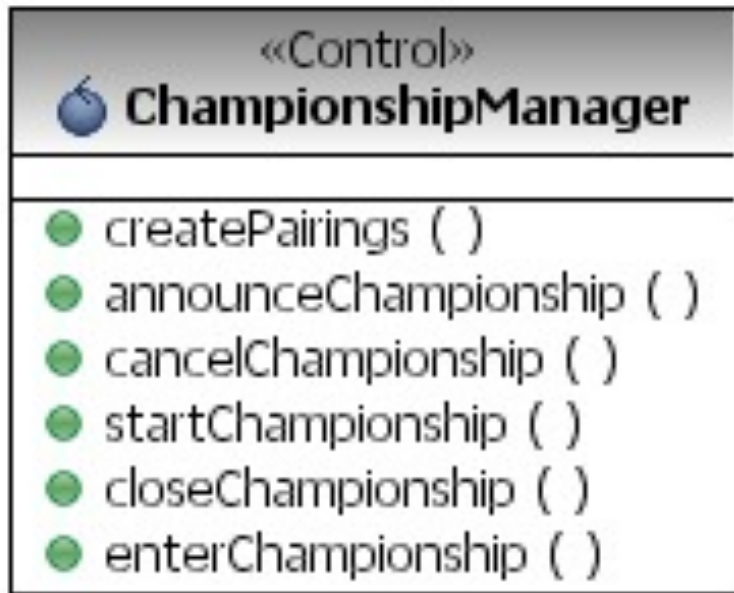 «Control»
ChampionshipManager
createPairings ( )
announceChampionship ( )
cancelChampionship ( )
startChampionship ( )
closeChampionship ( )
enterChampionship ( )